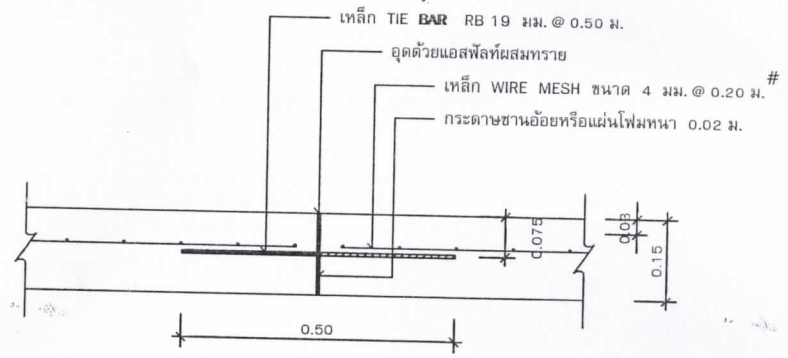 เหล็ก TIE BAR RB 19 มม. @ 0.50 ม.
อุดด้วยแอสฟัลท์ผสมทราย
เหล็ก WIRE MESH ขนาด 4 มม. @ 0.20 ม.#
กระดาษชานอ้อยหรือแผ่นโฟมหนา 0.02 ม.
0.075
0.03
0.15
0.50